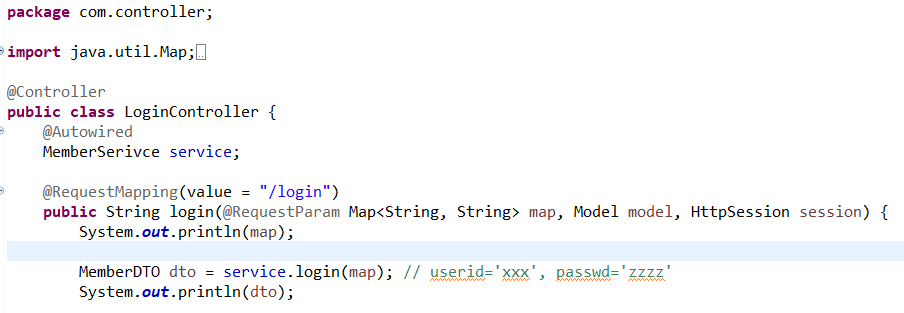 package com.controller;
import java.util.Map;
@Controller
public class LoginController {
@Autowired
MemberSerivce service;
@RequestMapping(value = "/login")
public String login(@RequestParam Map<String, String> map, Model model, HttpSession session) {
System.out.println(map);
MemberDTO dto = service.login(map); // userid='xxx', passwd='zzzz'
System.out.println(dto);